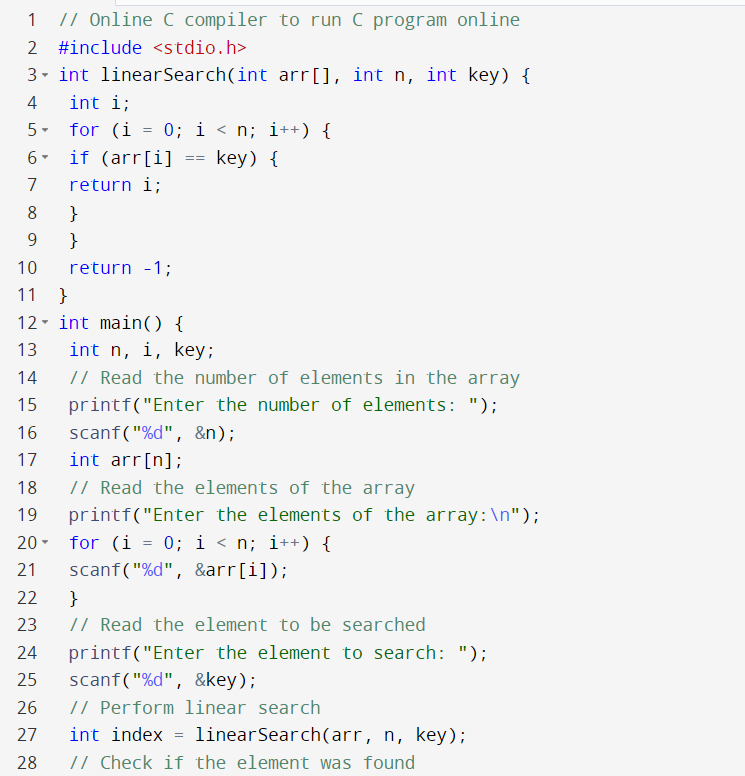 1 // Online C compiler to run C program online
2 #include <stdio.h>
3 int linearSearch(int arr[], int n, int key) {
4 int i;
5 for (i = 0; i < n; i++) {
6 if (arr[i] == key) {
7 return i;
8 }
9 }
10 return -1;
11 }
12 int main() {
13 int n, i, key;
14 // Read the number of elements in the array
15 printf("Enter the number of elements: ");
16 scanf("%d", &n);
17 int arr[n];
18 // Read the elements of the array
19 printf("Enter the elements of the array:\n");
20 for (i = 0; i < n; i++) {
21 scanf("%d", &arr[i]);
22 }
23 // Read the element to be searched
24 printf("Enter the element to search: ");
25 scanf("%d", &key);
26 // Perform linear search
27 int index = linearSearch(arr, n, key);
28 // Check if the element was found